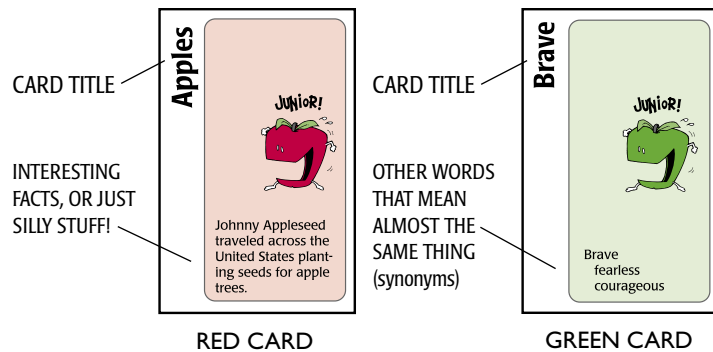 CARD TITLE
Apples
JUNIOR!
INTERESTING
FACTS, OR JUST
SILLY STUFF!
Johnny Appleseed
traveled across the
United States plant-
ing seeds for apple
trees.
RED CARD
CARD TITLE
Brave
JUNIOR!
OTHER WORDS
THAT MEAN
ALMOST THE
SAME THING
(synonyms)
Brave
fearless
courageous
GREEN CARD